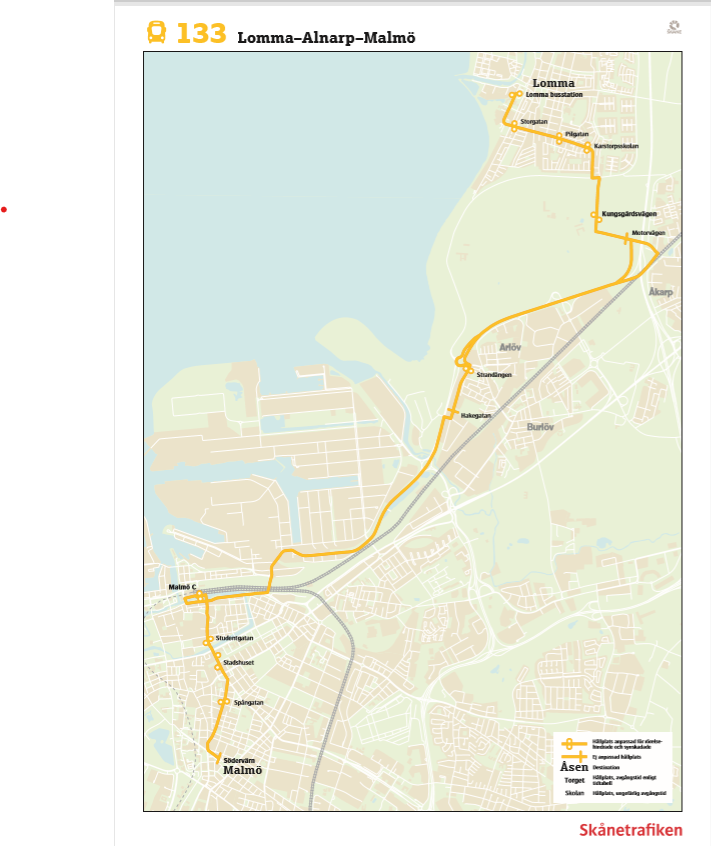 133 Lomma–Alnarp–Malmö
Lomma
Lomma busstation
Storgatan
Pilgatan
Karstorpsskolan
Kungsgårdsvägen
Motorvägen
Åkarp
Arlöv
Strandängen
Hakegatan
Burlöv
Malmö C
Studentgatan
Stadshuset
Spångatan
Södervärn
Malmö
Hållplats anpassad för rörelse-
hindrade och synskadade
Ej anpassad hållplats
Åsen Destination
Torget Hållplats, avgångstid enligt
tidtabell
Skolan Hållplats, ungefärlig avgångstid
Skånetrafiken